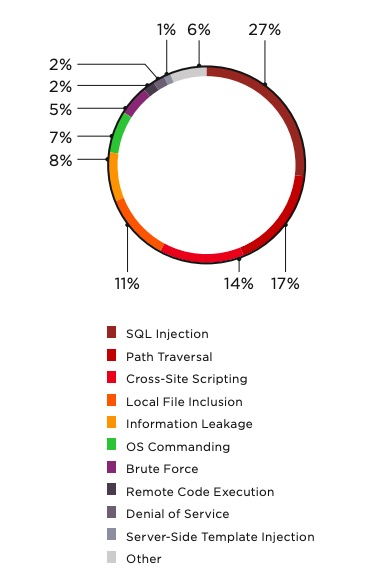 1% 6% 27%
2%
2%
5%
7%
8%
11% 14% 17%
SQL Injection
Path Traversal
Cross-Site Scripting
Local File Inclusion
Information Leakage
OS Commanding
Brute Force
Remote Code Execution
Denial of Service
Server-Side Template Injection
Other